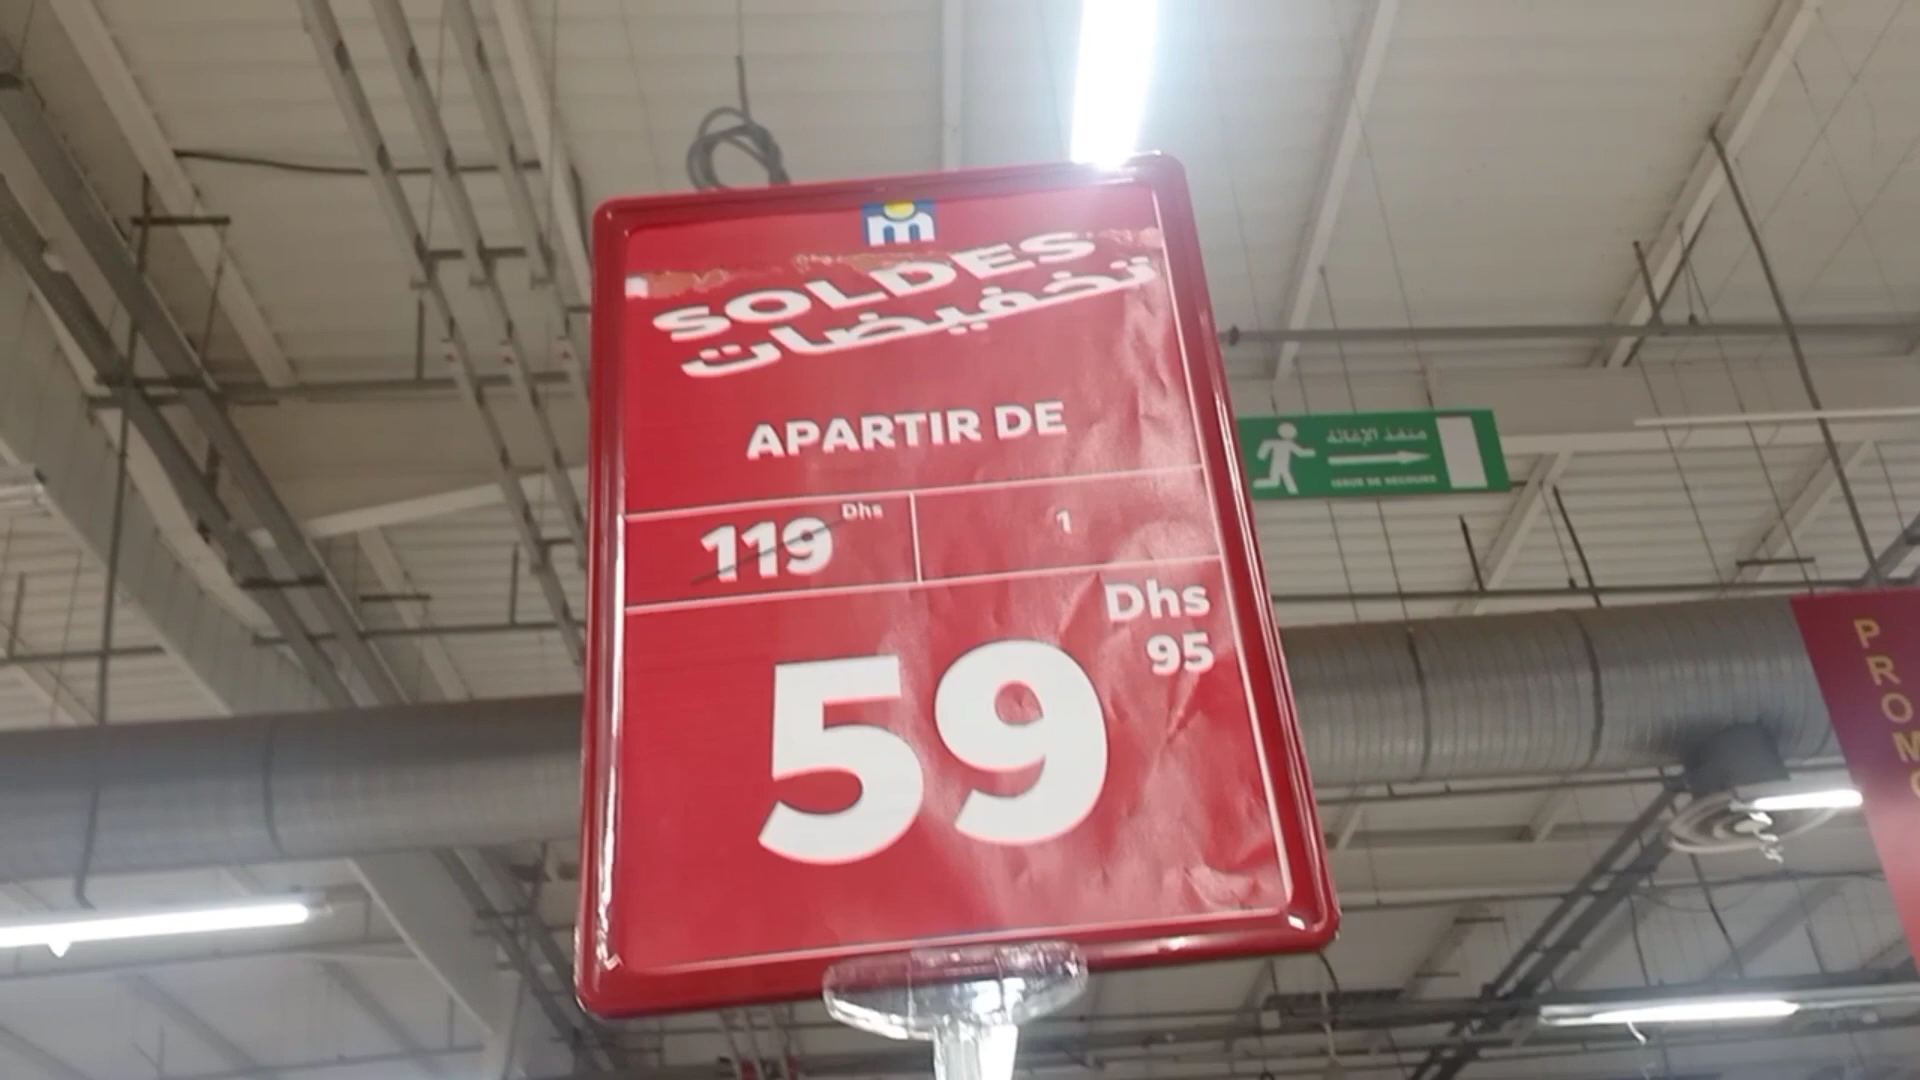 m
SOLDES
تخفيضات
APARTIR DE
119 Dhs
1
59 Dhs 95
منفذ الإغاثة
ISSUE DE SECOURS
PROMO